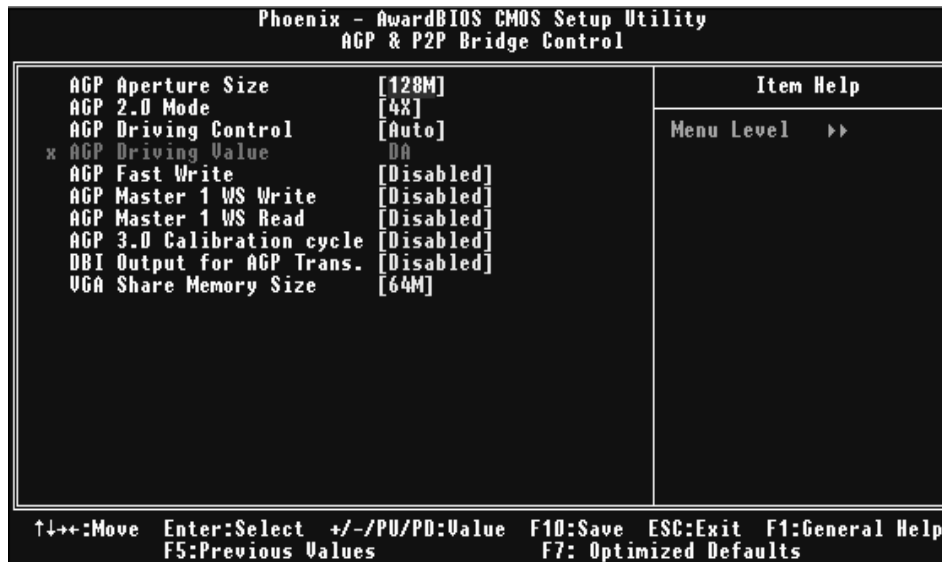 Phoenix - AwardBIOS CMOS Setup Utility
AGP & P2P Bridge Control
AGP Aperture Size [128M]
AGP 2.0 Mode [4X]
AGP Driving Control [Auto]
x AGP Driving Value DA
AGP Fast Write [Disabled]
AGP Master 1 WS Write [Disabled]
AGP Master 1 WS Read [Disabled]
AGP 3.0 Calibration cycle [Disabled]
DBI Output for AGP Trans. [Disabled]
VGA Share Memory Size [64M]
Item Help
Menu Level ▸▸
↑↓→←:Move Enter:Select +/-/PU/PD:Value F10:Save ESC:Exit F1:General Help
F5:Previous Values F7: Optimized Defaults